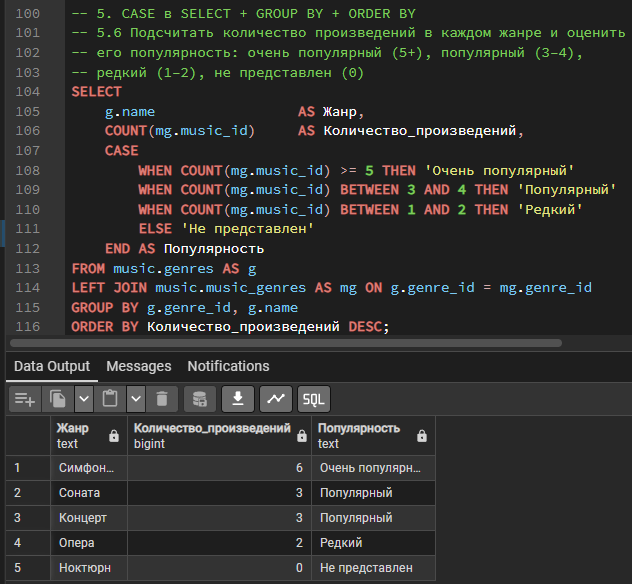 100 -- 5. CASE в SELECT + GROUP BY + ORDER BY
101 -- 5.6 Подсчитать количество произведений в каждом жанре и оценить
102 -- его популярность: очень популярный (5+), популярный (3–4),
103 -- редкий (1–2), не представлен (0)
104 SELECT
105 g.name AS Жанр,
106 COUNT(mg.music_id) AS Количество_произведений,
107 CASE
108 WHEN COUNT(mg.music_id) >= 5 THEN 'Очень популярный'
109 WHEN COUNT(mg.music_id) BETWEEN 3 AND 4 THEN 'Популярный'
110 WHEN COUNT(mg.music_id) BETWEEN 1 AND 2 THEN 'Редкий'
111 ELSE 'Не представлен'
112 END AS Популярность
113 FROM music.genres AS g
114 LEFT JOIN music.music_genres AS mg ON g.genre_id = mg.genre_id
115 GROUP BY g.genre_id, g.name
116 ORDER BY Количество_произведений DESC;
Data Output Messages Notifications
SQL
Жанр Количество_произведений Популярность
text bigint text
1 Симфон... 6 Очень популярн...
2 Соната 3 Популярный
3 Концерт 3 Популярный
4 Опера 2 Редкий
5 Ноктюрн 0 Не представлен